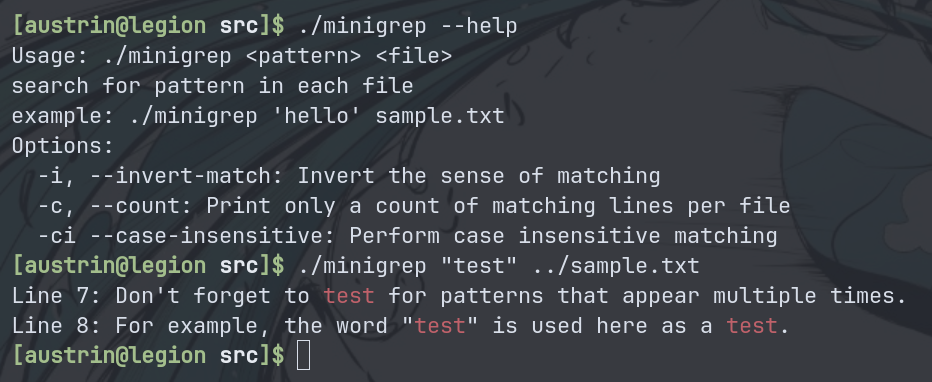 [austrin@legion src]$ ./minigrep --help
Usage: ./minigrep <pattern> <file>
search for pattern in each file
example: ./minigrep 'hello' sample.txt
Options:
  -i, --invert-match: Invert the sense of matching
  -c, --count: Print only a count of matching lines per file
  -ci --case-insensitive: Perform case insensitive matching
[austrin@legion src]$ ./minigrep "test" ../sample.txt
Line 7: Don't forget to test for patterns that appear multiple times.
Line 8: For example, the word "test" is used here as a test.
[austrin@legion src]$